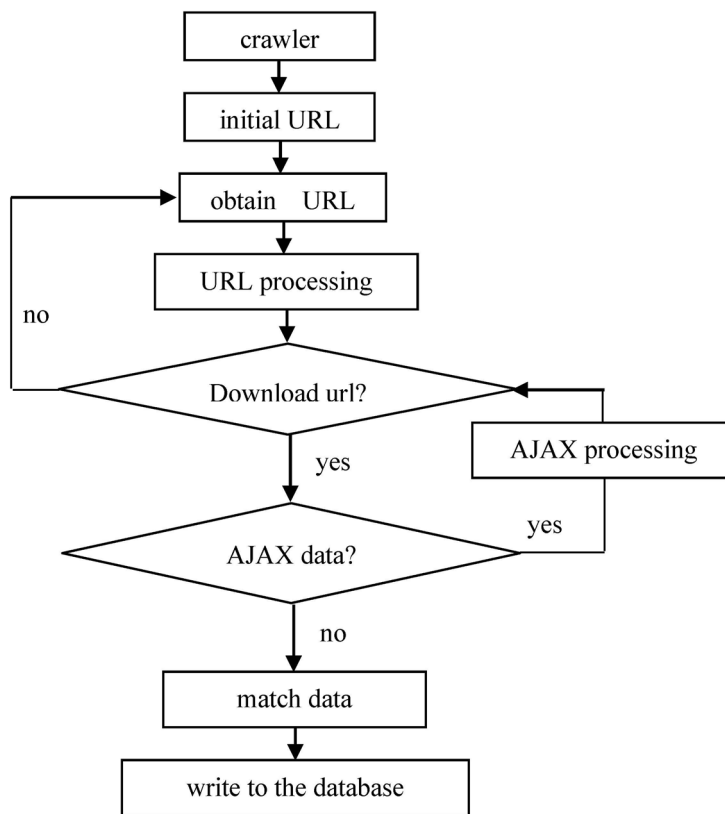 crawler
initial URL
obtain URL
URL processing
no
Download url?
AJAX processing
yes
yes
AJAX data?
no
match data
write to the database